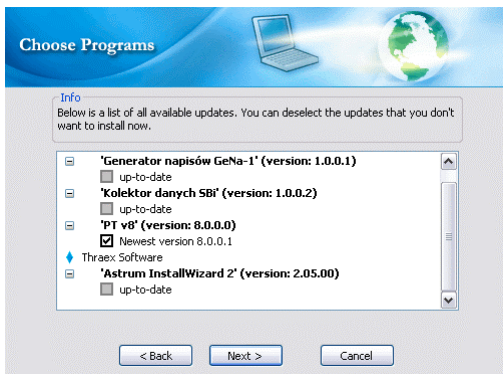 Choose Programs
Info
Below is a list of all available updates. You can deselect the updates that you don't
want to install now.
'Generator napisów GeNa-1' (version: 1.0.0.1)
up-to-date
'Kolektor danych SBi' (version: 1.0.0.2)
up-to-date
'PT v8' (version: 8.0.0.0)
Newest version 8.0.0.1
Thraex Software
'Astrum InstallWizard 2' (version: 2.05.00)
up-to-date
< Back
Next >
Cancel